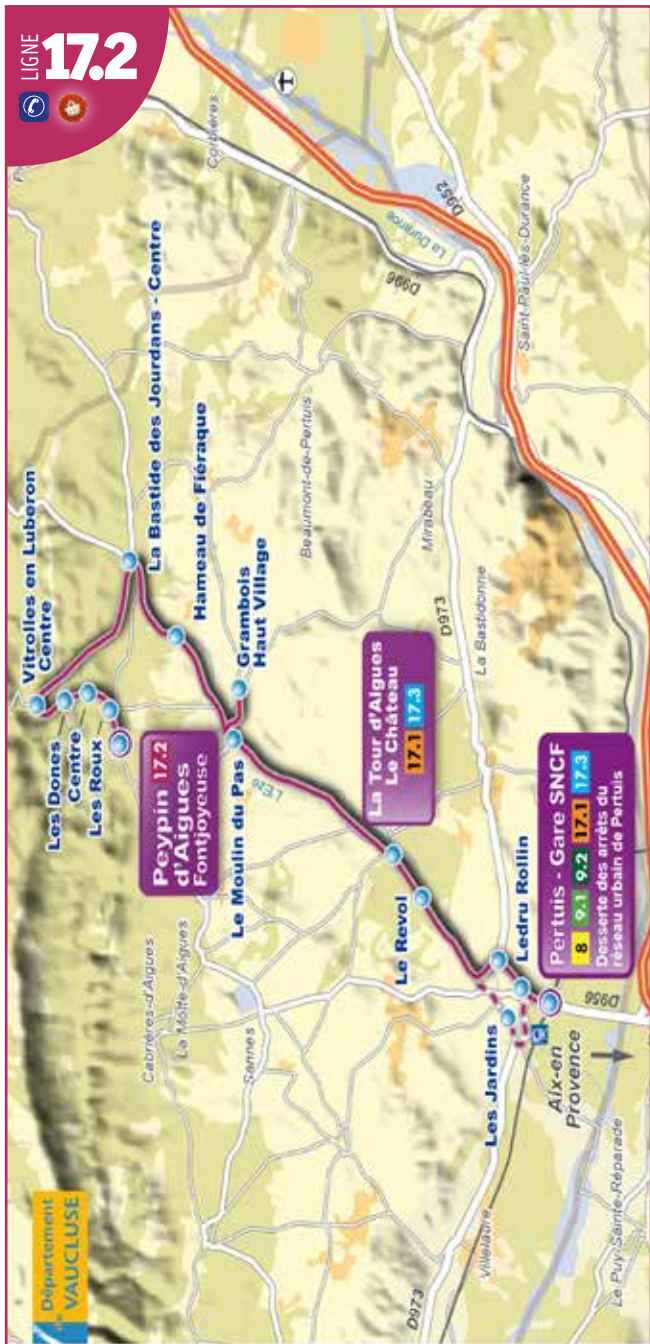 LIGNE
17.2
Département
VAUCLUSE
Vitrolles en Luberon
Centre
Les Dones
Centre
Les Roux
La Bastide des Jourdans - Centre
Hameau de Fiéraque
Grambois
Haut Village
Peypin 17.2
d'Aigues
Fontjoyeuse
Le Moulin du Pas
L'Eze
La Tour d'Aigues
Le Château
17.1 17.3
Le Revol
Ledru Rollin
Les Jardins
Pertuis - Gare SNCF
8 9.1 9.2 17.1 17.3
Desserte des arrêts du
réseau urbain de Pertuis
Aix-en
Provence
D956
D973
Villelaure
Le Puy-Sainte-Réparade
Cabrières-d'Aigues
La Motte-d'Aigues
Sannes
La Bastidonne
D973
Mirabeau
Beaumont-de-Pertuis
Corbières
D996
La Durance
D952
Saint-Paul-lès-Durance